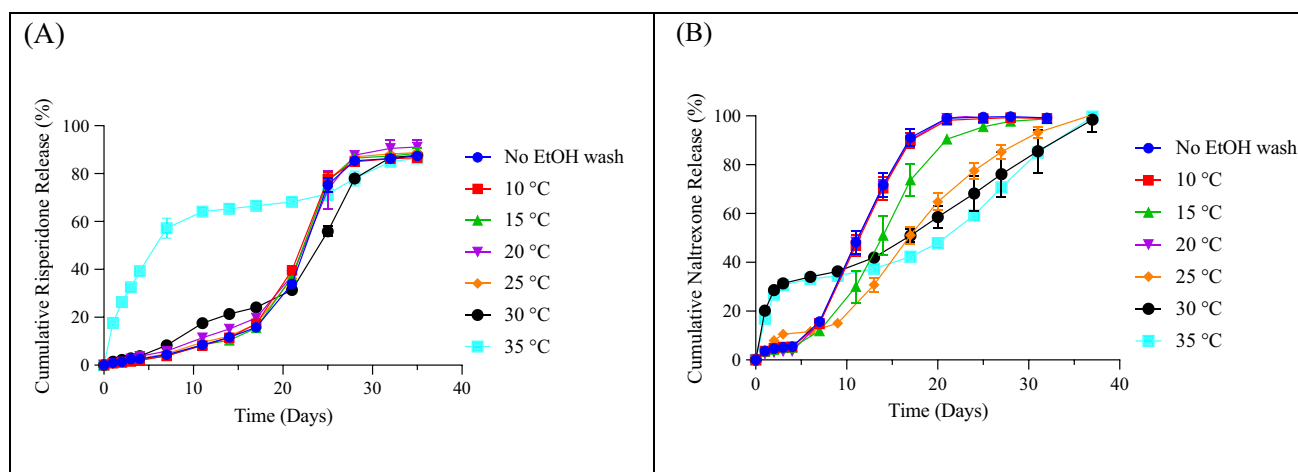 (A)
Cumulative Risperidone Release (%)
100
80
60
40
20
0
0 10 20 30 40
Time (Days)
No EtOH wash
10 °C
15 °C
20 °C
25 °C
30 °C
35 °C
(B)
Cumulative Naltrexone Release (%)
100
80
60
40
20
0
0 10 20 30 40
Time (Days)
No EtOH wash
10 °C
15 °C
20 °C
25 °C
30 °C
35 °C